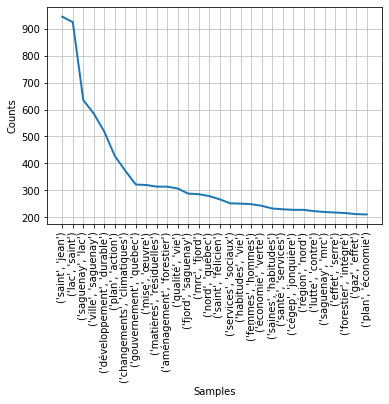 Counts
900
800
700
600
500
400
300
200
('saint', 'jean')
('lac', 'saint')
('saguenay', 'lac')
('ville', 'saguenay')
('développement', 'durable')
('plan', 'action')
('changements', 'climatiques')
('gouvernement', 'québec')
('mise', 'œuvre')
('matières', 'résiduelles')
('aménagement', 'forestier')
('qualité', 'vie')
('fjord', 'saguenay')
('mrc', 'fjord')
('nord', 'québec')
('saint', 'félicien')
('services', 'sociaux')
('habitudes', 'vie')
('femmes', 'hommes')
('économie', 'verte')
('saines', 'habitudes')
('santé', 'services')
('cégep', 'jonquière')
('région', 'nord')
('lutte', 'contre')
('saguenay', 'mrc')
('effet', 'serre')
('forestier', 'intégré')
('gaz', 'effet')
('plan', 'économie')
Samples